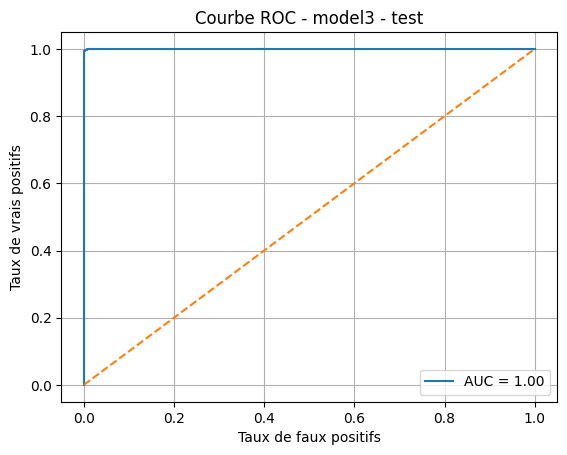 Courbe ROC - model3 - test
Taux de vrais positifs
1.0
0.8
0.6
0.4
0.2
0.0
0.0 0.2 0.4 0.6 0.8 1.0
Taux de faux positifs
AUC = 1.00